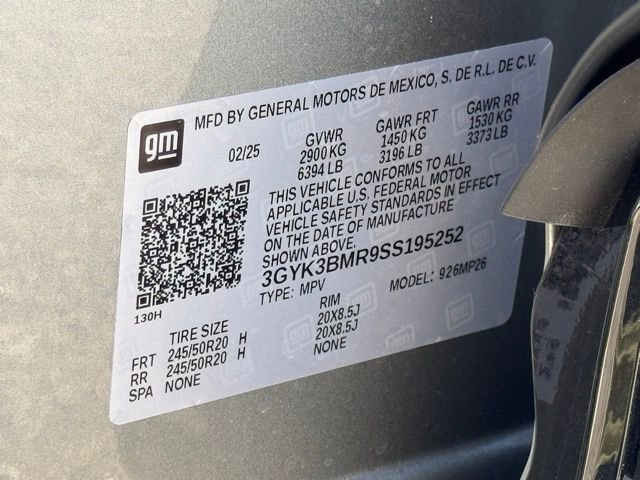 gm
MFD BY GENERAL MOTORS DE MEXICO, S. DE R.L. DE C.V.
02/25 GVWR GAWR FRT GAWR RR
2900 KG 1450 KG 1530 KG
6394 LB 3196 LB 3373 LB
THIS VEHICLE CONFORMS TO ALL
APPLICABLE U.S. FEDERAL MOTOR
VEHICLE SAFETY STANDARDS IN EFFECT
ON THE DATE OF MANUFACTURE
SHOWN ABOVE.
3GYK3BMR9SS195252
TYPE: MPV MODEL: 926MP26
130H
TIRE SIZE RIM
FRT 245/50R20 H 20X8.5J
RR 245/50R20 H 20X8.5J
SPA NONE NONE